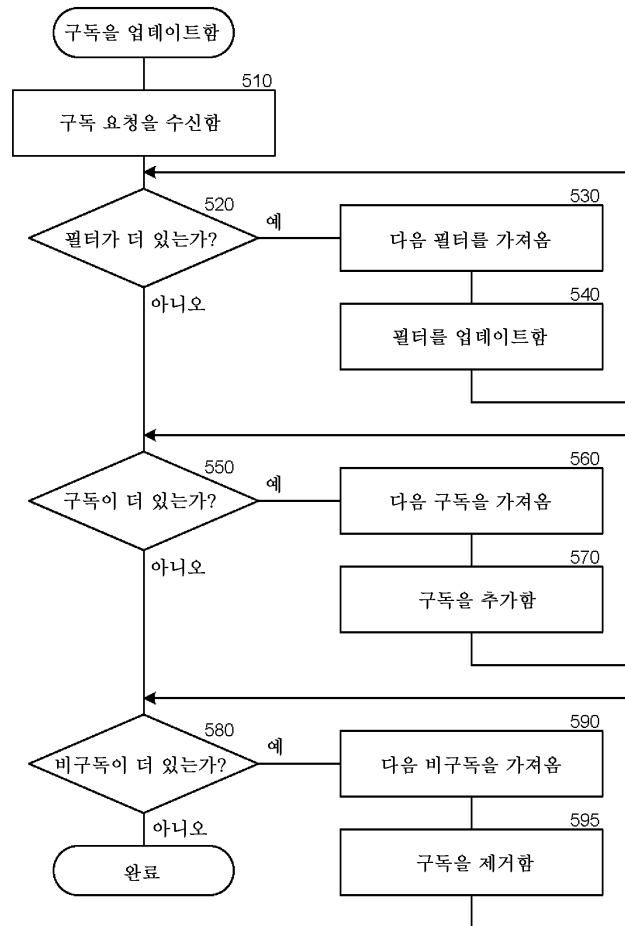 구독을 업데이트함
510
구독 요청을 수신함
520
필터가 더 있는가?
예
530
다음 필터를 가져옴
아니오
540
필터를 업데이트함
550
구독이 더 있는가?
예
560
다음 구독을 가져옴
아니오
570
구독을 추가함
580
비구독이 더 있는가?
예
590
다음 비구독을 가져옴
아니오
595
구독을 제거함
완료